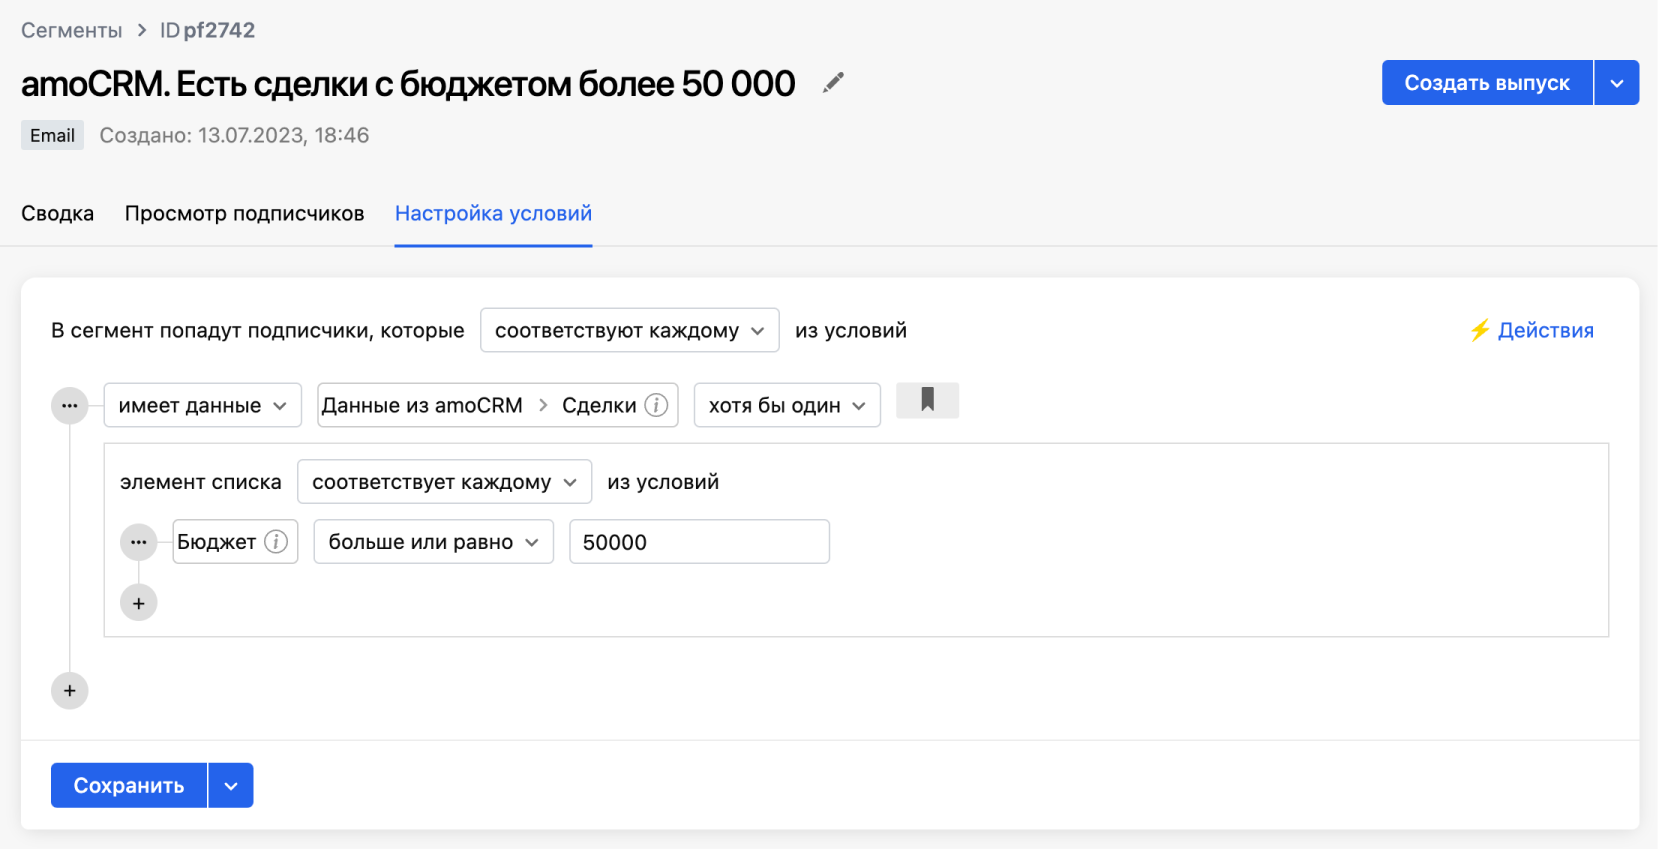 Сегменты > ID pf2742
amoCRM. Есть сделки с бюджетом более 50 000
Создать выпуск
Email Создано: 13.07.2023, 18:46
Сводка Просмотр подписчиков Настройка условий
В сегмент попадут подписчики, которые соответствуют каждому из условий ⚡ Действия
... имеет данные Данные из amoCRM > Сделки i хотя бы один
элемент списка соответствует каждому из условий
... Бюджет i больше или равно 50000
+
+
Сохранить